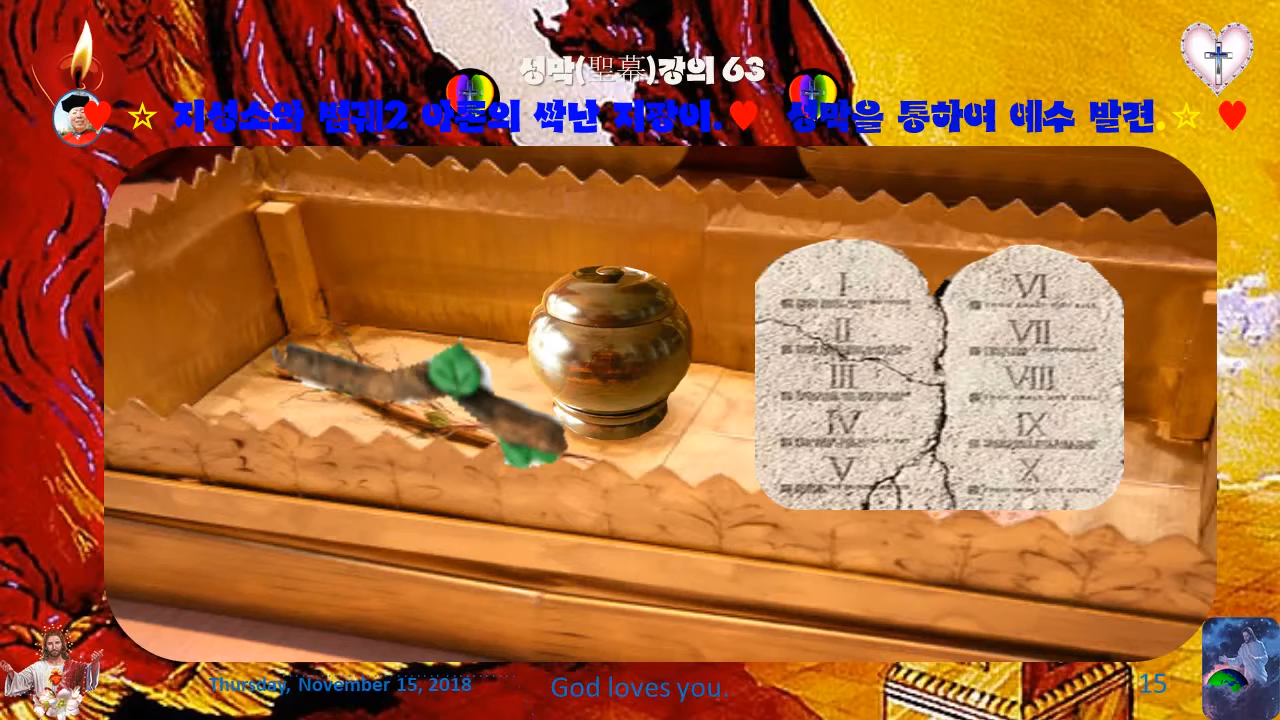 성막(聖幕)강의 63
☆ 지성소와 법궤2 아론의 싹난 지팡이.♥ 성막을 통하여 예수 발견.☆ ♥
I
II
III
IV
V
VI
VII
VIII
IX
X
Thursday, November 15, 2018
God loves you.
15